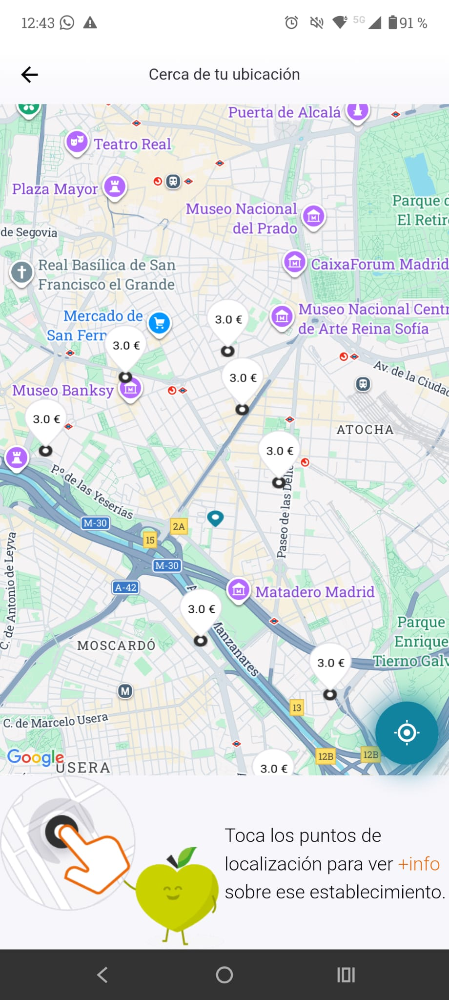 12:43
5G
91 %
Cerca de tu ubicación
Puerta de Alcalá
Teatro Real
Plaza Mayor
Museo Nacional
del Prado
Parque d
El Retiro
de Segovia
Real Basílica de San
Francisco el Grande
CaixaForum Madrid
Mercado de
San Fern
3.0 €
3.0 €
Museo Nacional Centr
de Arte Reina Sofía
3.0 €
Av. de la Ciudad
Museo Banksy
3.0 €
ATOCHA
3.0 €
P.º de las Yeserías
Paseo de las Delic
M-30
2A
15
M-30
C. de Antonio de Leyva
A-42
Matadero Madrid
3.0 €
Manzanares
Parque
Enrique
Tierno Galv
MOSCARDÓ
3.0 €
M
13
C. de Marcelo Usera
12B
12B
Google
USERA
3.0 €
Toca los puntos de
localización para ver +info
sobre ese establecimiento.